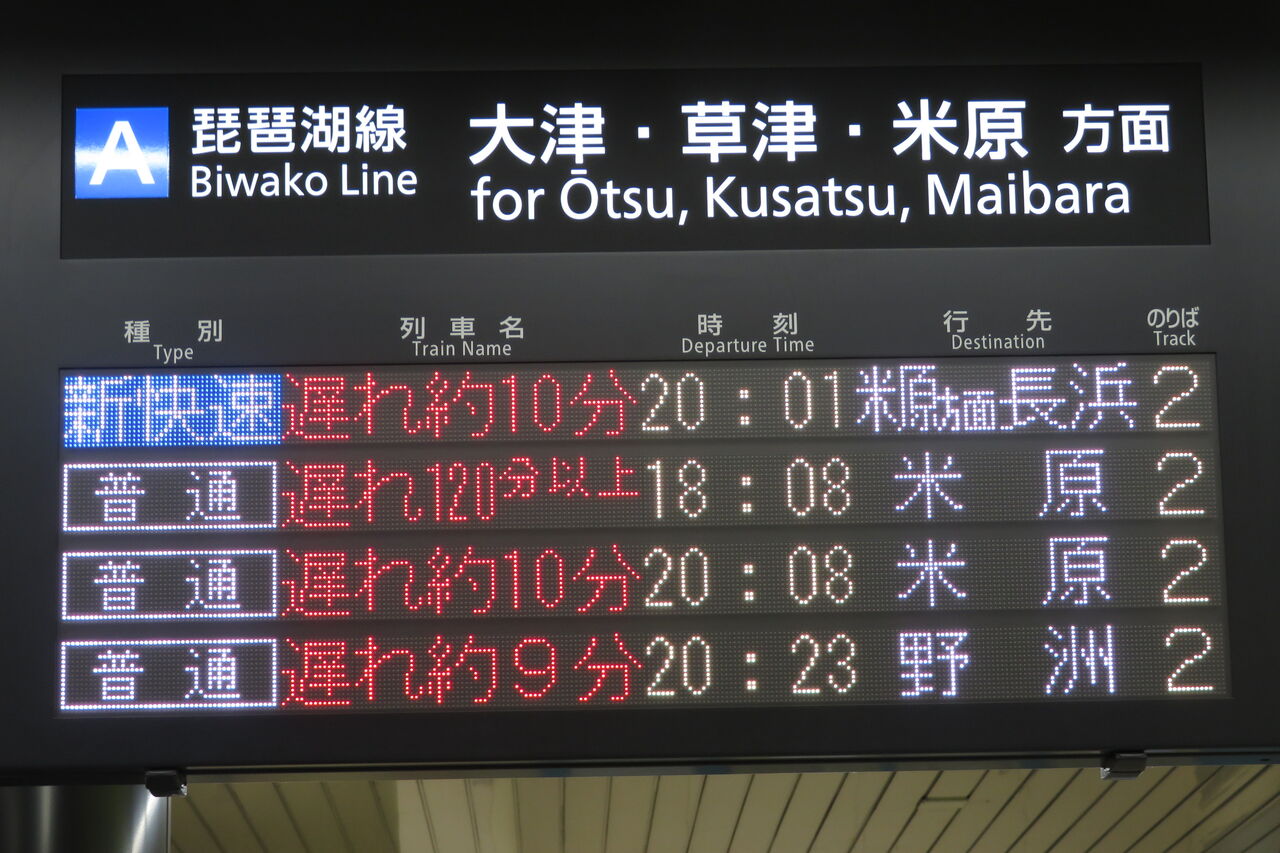 A 琵琶湖線 大津・草津・米原 方面
Biwako Line for Ōtsu, Kusatsu, Maibara
種別 列車名 時刻 行先 のりば
Type Train Name Departure Time Destination Track
新快速 遅れ約10分 20:01 米原方面長浜 2
普通 遅れ120分以上 18:08 米原 2
普通 遅れ約10分 20:08 米原 2
普通 遅れ約9分 20:23 野洲 2